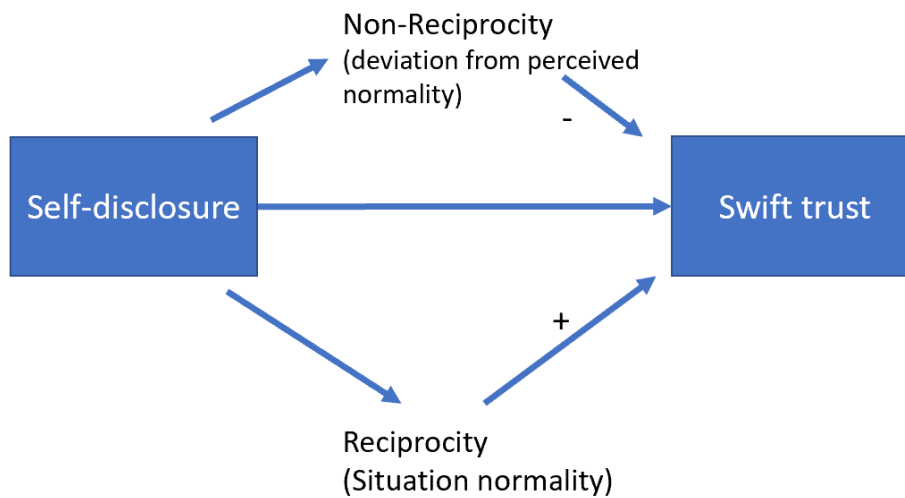 Non-Reciprocity
(deviation from perceived
normality)
-
Self-disclosure
Swift trust
+
Reciprocity
(Situation normality)